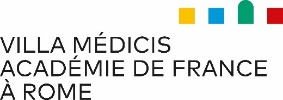 VILLA MÉDICIS
ACADÉMIE DE FRANCE
À ROME